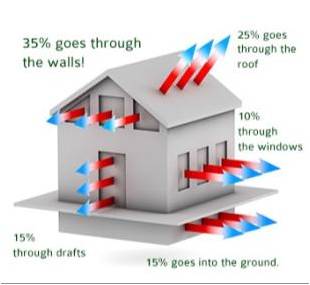 35% goes through
the walls!
25% goes
through the
roof
10%
through
the windows
15%
through drafts
15% goes into the ground.